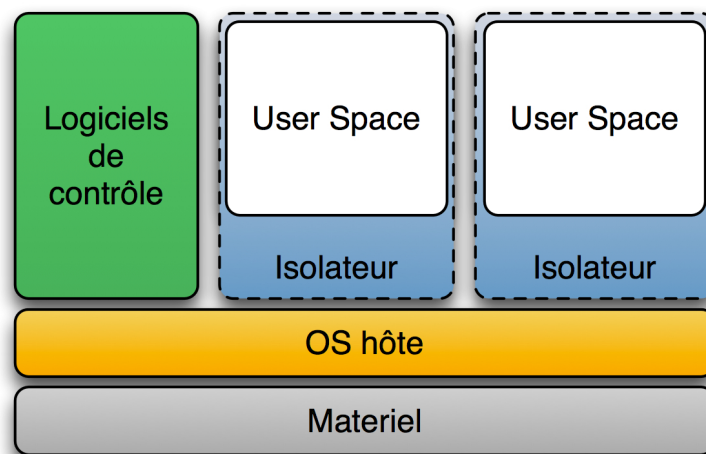 Logiciels
de
contrôle
User Space
Isolateur
User Space
Isolateur
OS hôte
Materiel